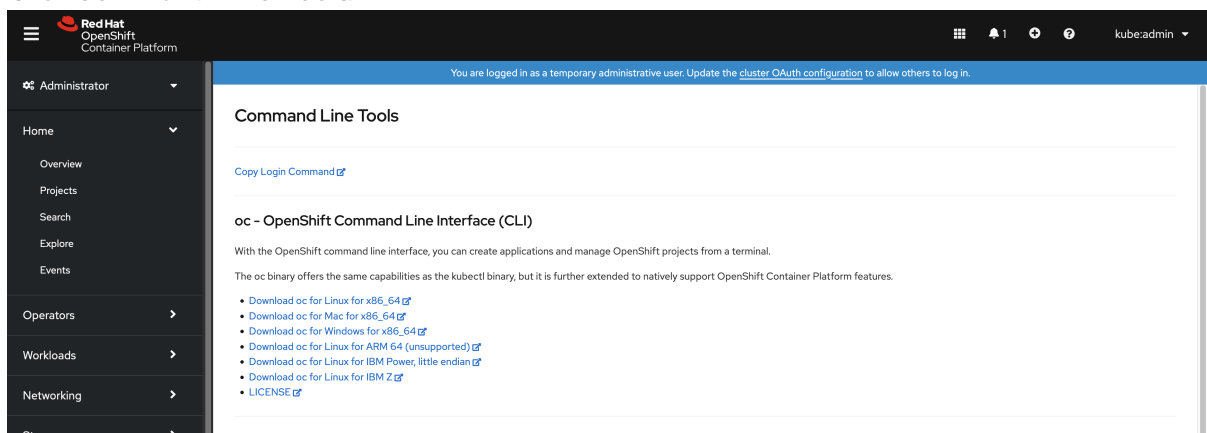 Red Hat
OpenShift
Container Platform
1
kube:admin
You are logged in as a temporary administrative user. Update the cluster OAuth configuration to allow others to log in.
Administrator
Home
Overview
Projects
Search
Explore
Events
Operators
Workloads
Networking
Command Line Tools
Copy Login Command
oc - OpenShift Command Line Interface (CLI)
With the OpenShift command line interface, you can create applications and manage OpenShift projects from a terminal.
The oc binary offers the same capabilities as the kubectl binary, but it is further extended to natively support OpenShift Container Platform features.
• Download oc for Linux for x86_64
• Download oc for Mac for x86_64
• Download oc for Windows for x86_64
• Download oc for Linux for ARM 64 (unsupported)
• Download oc for Linux for IBM Power, little endian
• Download oc for Linux for IBM Z
• LICENSE